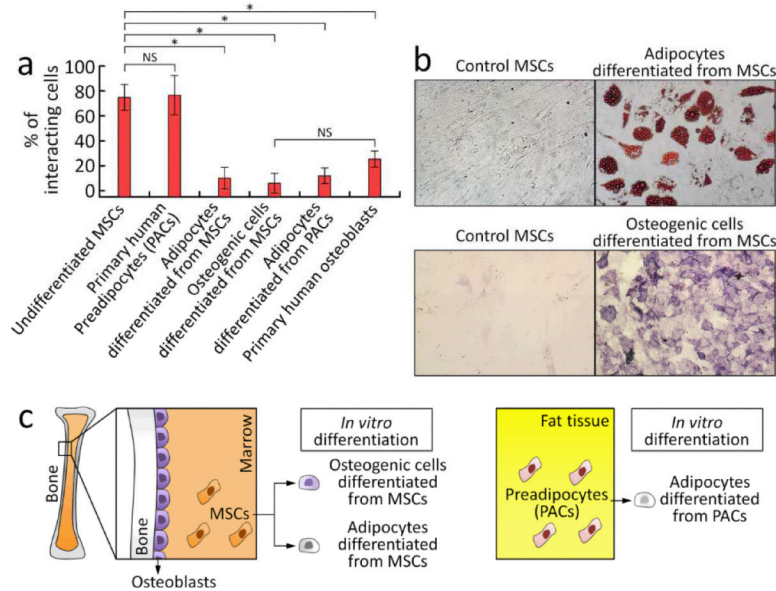 a
% of
interacting cells
100
80
60
40
20
0
*
*
*
*
NS
NS
Undifferentiated MSCs
Primary human
Preadipocytes (PACs)
Adipocytes
differentiated from MSCs
Osteogenic cells
differentiated from MSCs
Adipocytes
differentiated from PACs
Primary human osteoblasts
b
Control MSCs
Adipocytes
differentiated from MSCs
Control MSCs
Osteogenic cells
differentiated from MSCs
c
Bone
Bone
Marrow
MSCs
Osteoblasts
In vitro
differentiation
Osteogenic cells
differentiated
from MSCs
Adipocytes
differentiated
from MSCs
Fat tissue
Preadipocytes
(PACs)
In vitro
differentiation
Adipocytes
differentiated
from PACs